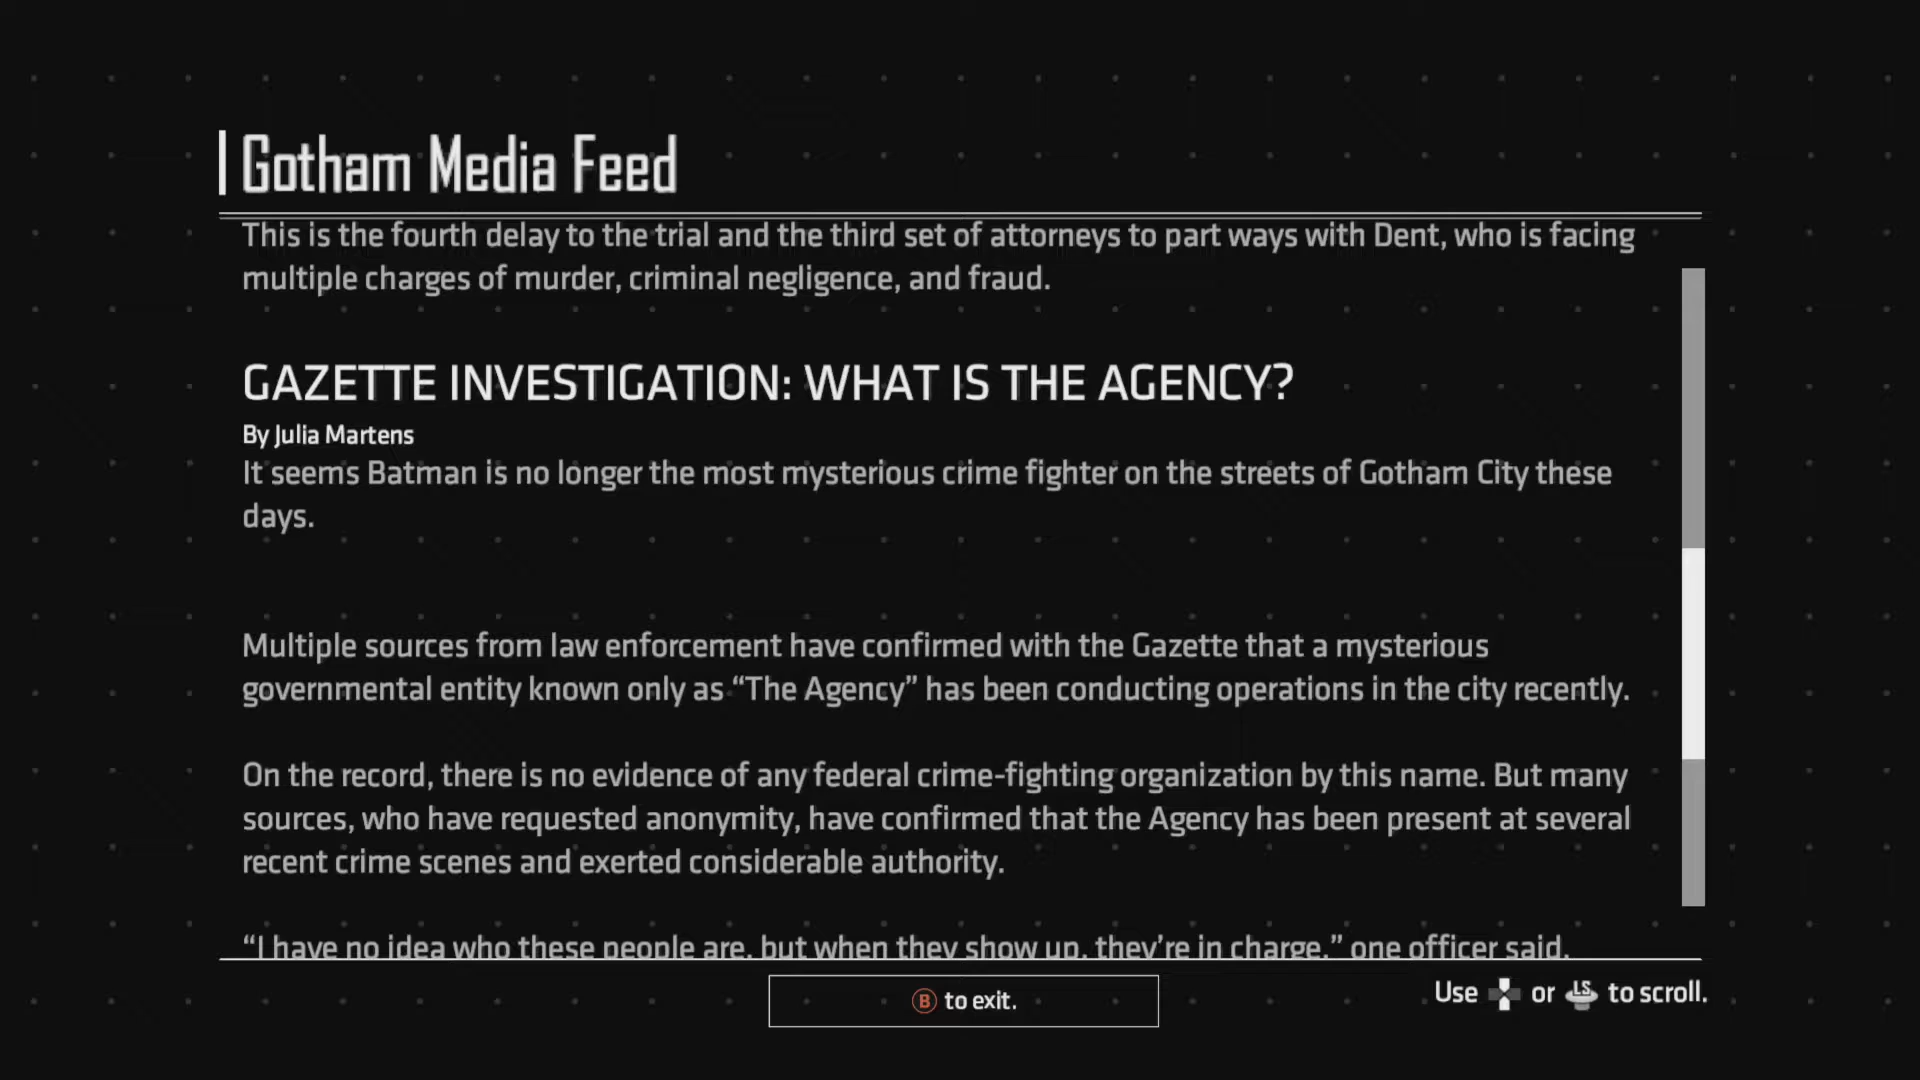 Gotham Media Feed
This is the fourth delay to the trial and the third set of attorneys to part ways with Dent, who is facing
multiple charges of murder, criminal negligence, and fraud.
GAZETTE INVESTIGATION: WHAT IS THE AGENCY?
By Julia Martens
It seems Batman is no longer the most mysterious crime fighter on the streets of Gotham City these
days.
Multiple sources from law enforcement have confirmed with the Gazette that a mysterious
governmental entity known only as “The Agency” has been conducting operations in the city recently.
On the record, there is no evidence of any federal crime-fighting organization by this name. But many
sources, who have requested anonymity, have confirmed that the Agency has been present at several
recent crime scenes and exerted considerable authority.
“I have no idea who these people are, but when they show up, they’re in charge,” one officer said.
B to exit.
Use or LS to scroll.